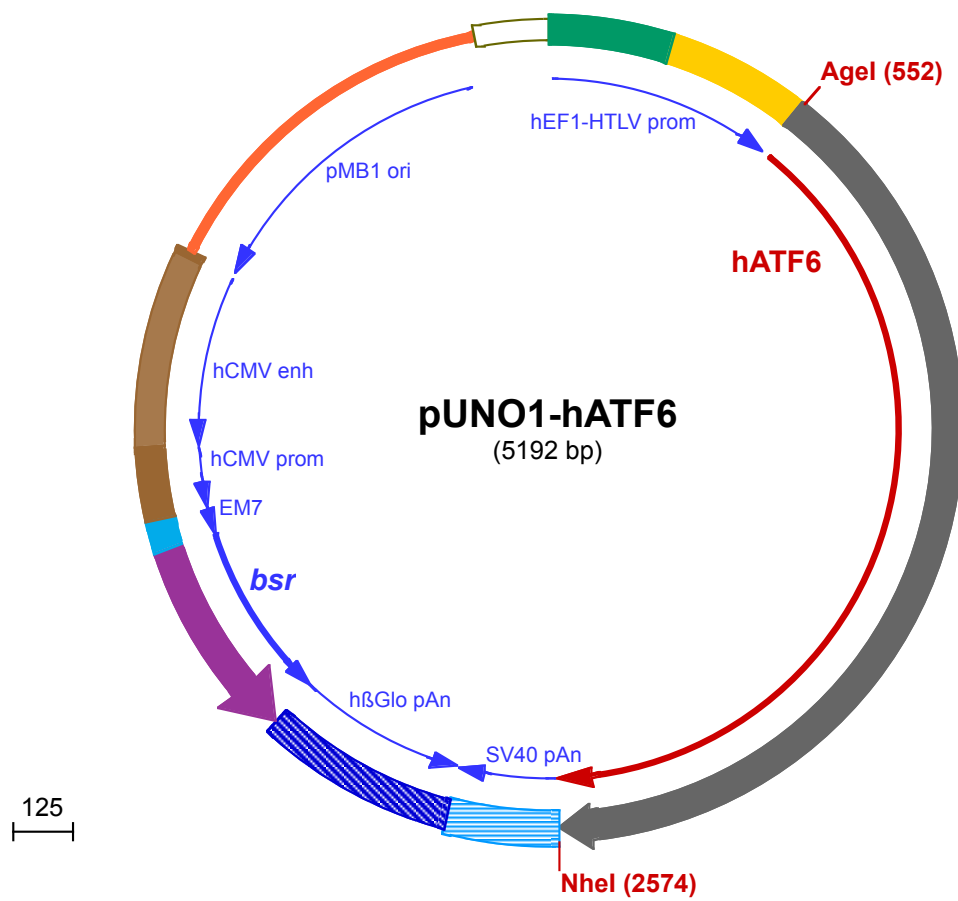 AgeI (552)
hEF1-HTLV prom
pMB1 ori
hATF6
hCMV enh
pUNO1-hATF6
(5192 bp)
hCMV prom
EM7
bsr
hßGlo pAn
SV40 pAn
125
NheI (2574)